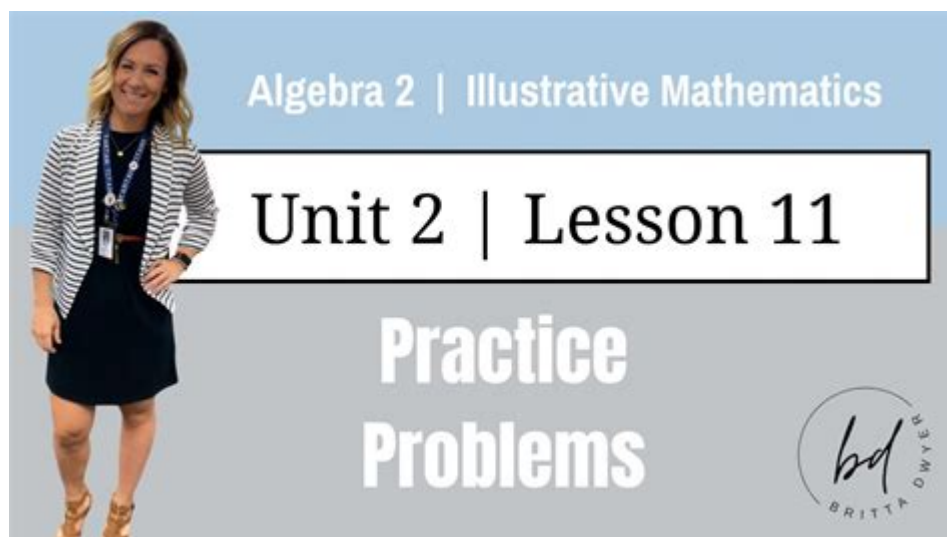 Algebra 2 | Illustrative Mathematics
Unit 2 | Lesson 11
Practice
Problems
bd
BRITTA DWYER